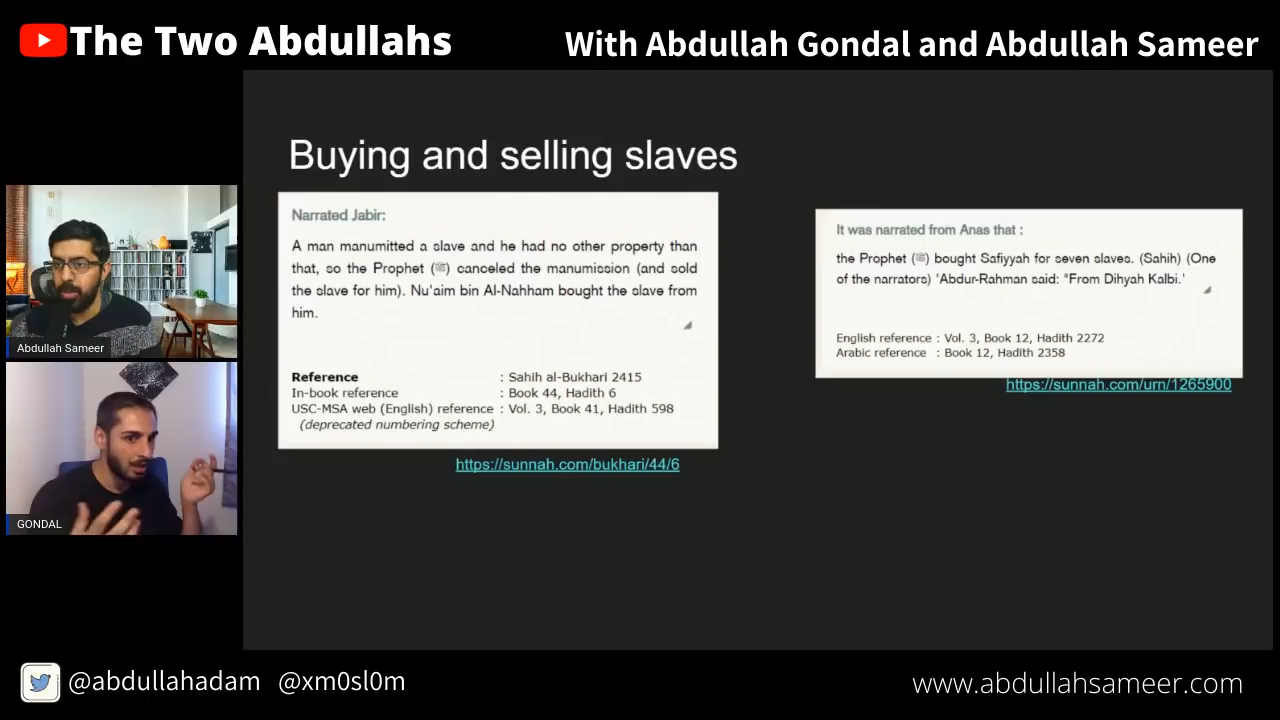 The Two Abdullahs
With Abdullah Gondal and Abdullah Sameer
Buying and selling slaves
Narrated Jabir:
A man manumitted a slave and he had no other property than
that, so the Prophet (ﷺ) canceled the manumission (and sold
the slave for him). Nu'aim bin Al-Nahham bought the slave from
him.
Reference : Sahih al-Bukhari 2415
In-book reference : Book 44, Hadith 6
USC-MSA web (English) reference : Vol. 3, Book 41, Hadith 598
(deprecated numbering scheme)
https://sunnah.com/bukhari/44/6
It was narrated from Anas that :
the Prophet (ﷺ) bought Safiyyah for seven slaves. (Sahih) (One
of the narrators) 'Abdur-Rahman said: "From Dihyah Kalbi.'
English reference : Vol. 3, Book 12, Hadith 2272
Arabic reference : Book 12, Hadith 2358
https://sunnah.com/urn/1265900
Abdullah Sameer
GONDAL
@abdullahadam @xm0sl0m
www.abdullahsameer.com